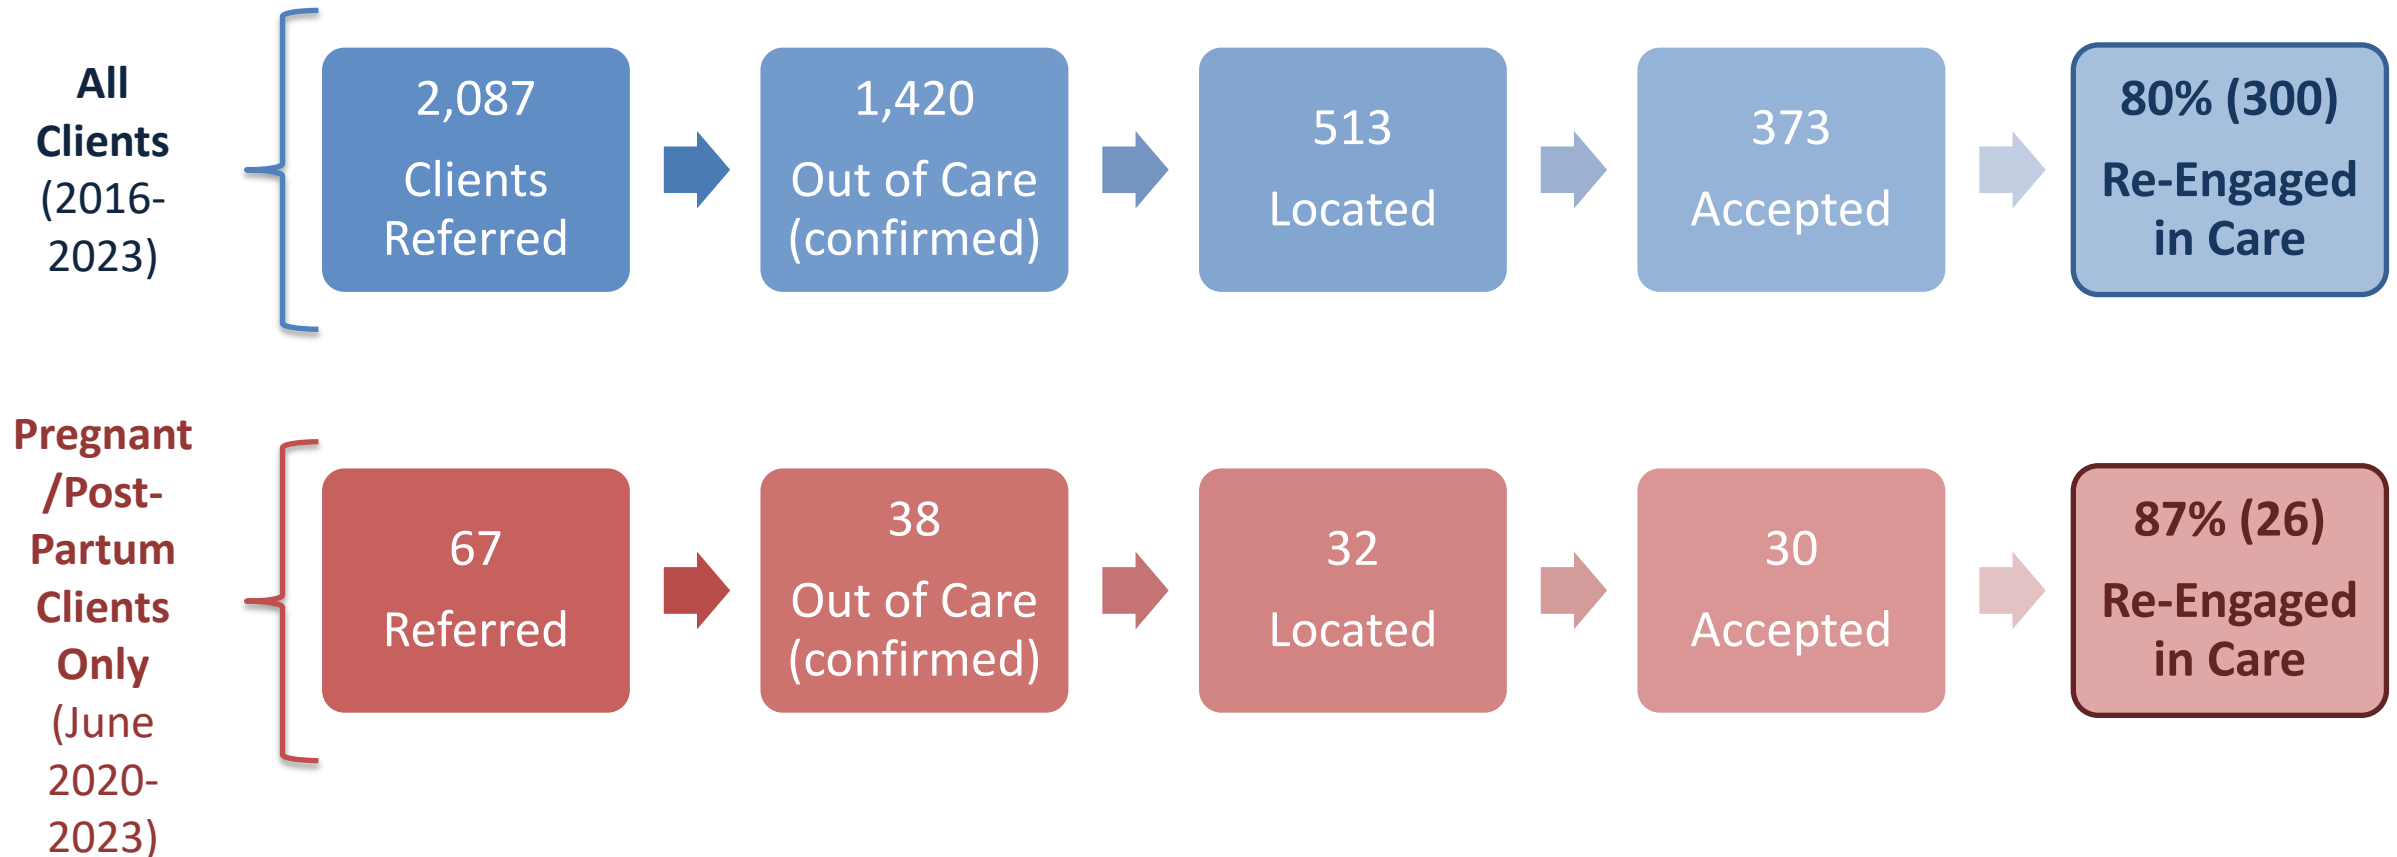 All
Clients
(2016-
2023)
2,087
Clients
Referred
1,420
Out of Care
(confirmed)
513
Located
373
Accepted
80% (300)
Re-Engaged
in Care
Pregnant
/Post-
Partum
Clients
Only
(June
2020-
2023)
67
Referred
38
Out of Care
(confirmed)
32
Located
30
Accepted
87% (26)
Re-Engaged
in Care